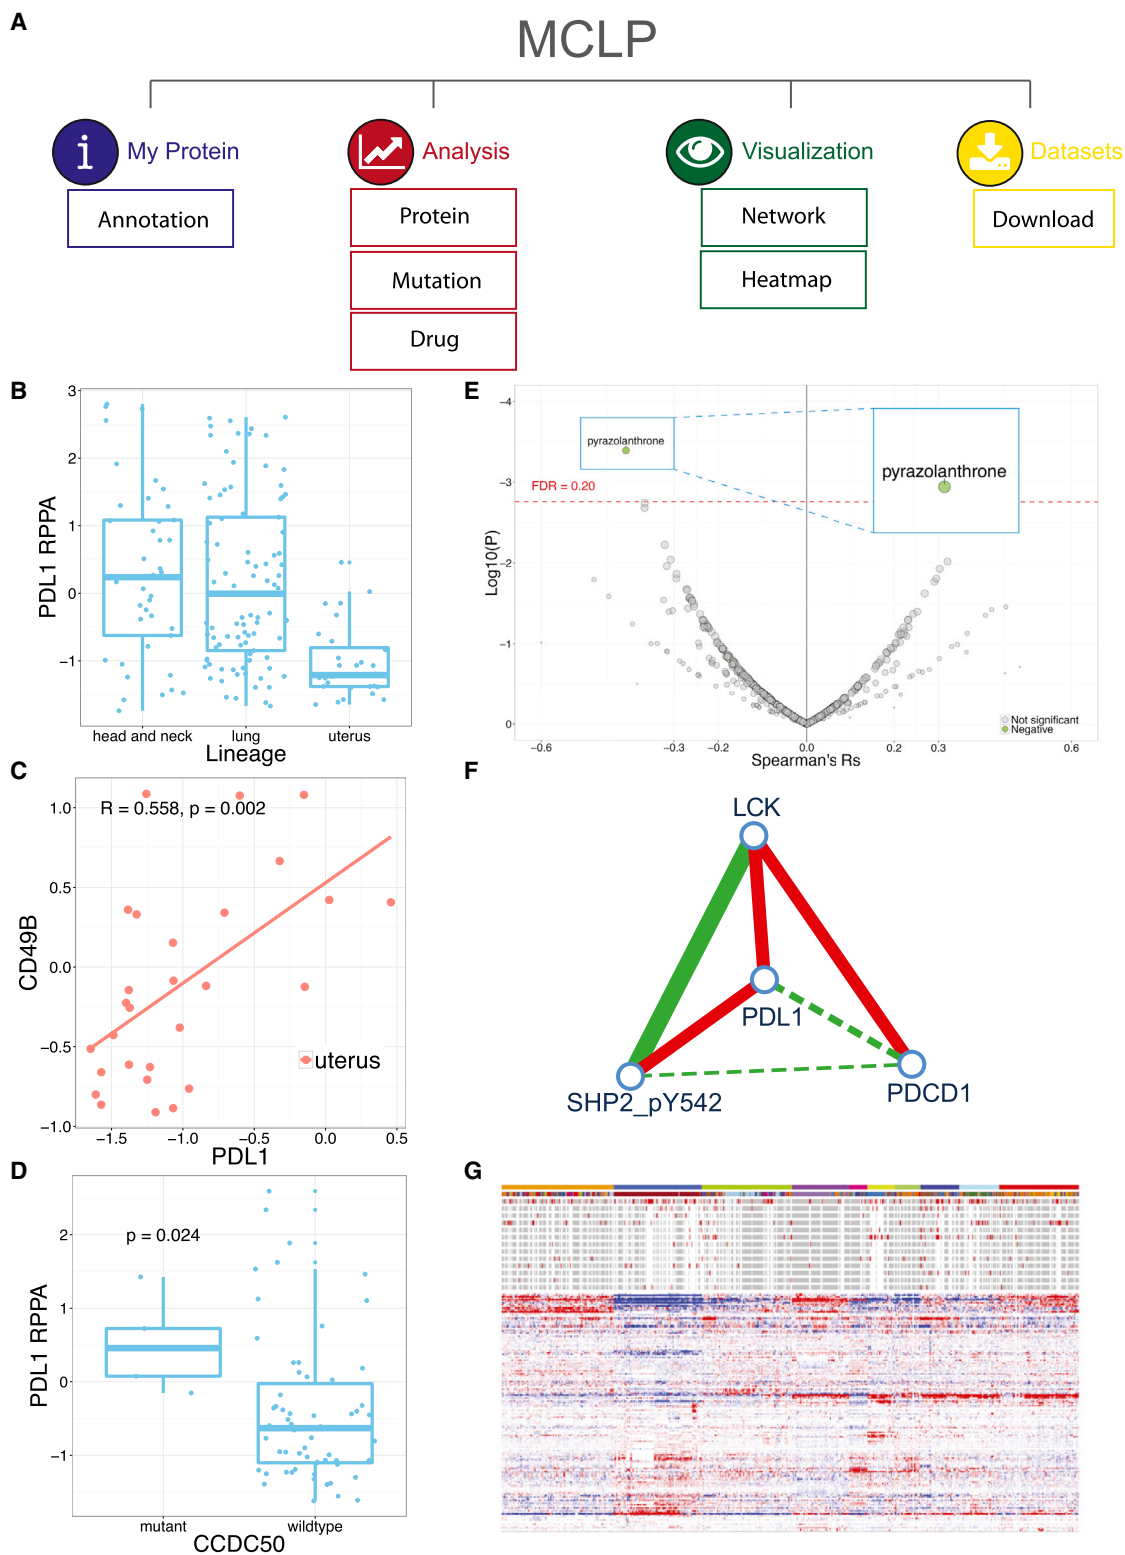 A
MCLP
My Protein
Analysis
Visualization
Datasets
Annotation
Protein
Network
Download
Mutation
Heatmap
Drug
B
PDL1 RPPA
3
2
1
0
−1
head and neck
lung
uterus
Lineage
E
Log10(P)
−4
−3
−2
−1
0
pyrazolanthrone
pyrazolanthrone
FDR = 0.20
Not significant
Negative
−0.6
−0.3
−0.2
0.0
0.2
0.3
0.6
Spearman's Rs
C
CD49B
1.0
0.5
0.0
−0.5
−1.0
R = 0.558, p = 0.002
uterus
−1.5
−1.0
−0.5
0.0
0.5
PDL1
F
LCK
PDL1
SHP2_pY542
PDCD1
D
PDL1 RPPA
2
1
0
−1
p = 0.024
mutant
wildtype
CCDC50
G